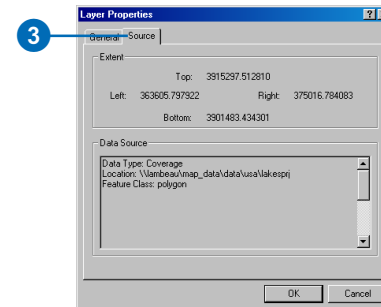 Layer Properties
3
General Source
Extent
Top: 3915297.512810
Left: 363605.797922 Right: 375016.784083
Bottom: 3901483.434301
Data Source
Data Type: Coverage
Location: \\lambeau\map_data\data\usa\lakesprj
Feature Class: polygon
OK Cancel